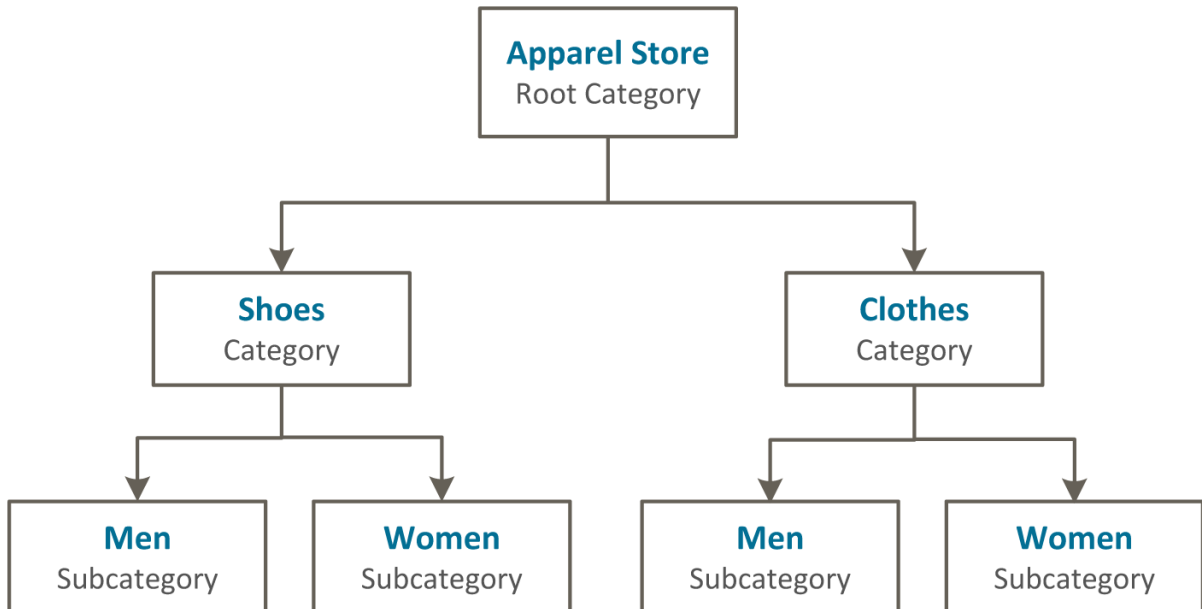 Apparel Store
Root Category
Shoes
Category
Clothes
Category
Men
Subcategory
Women
Subcategory
Men
Subcategory
Women
Subcategory